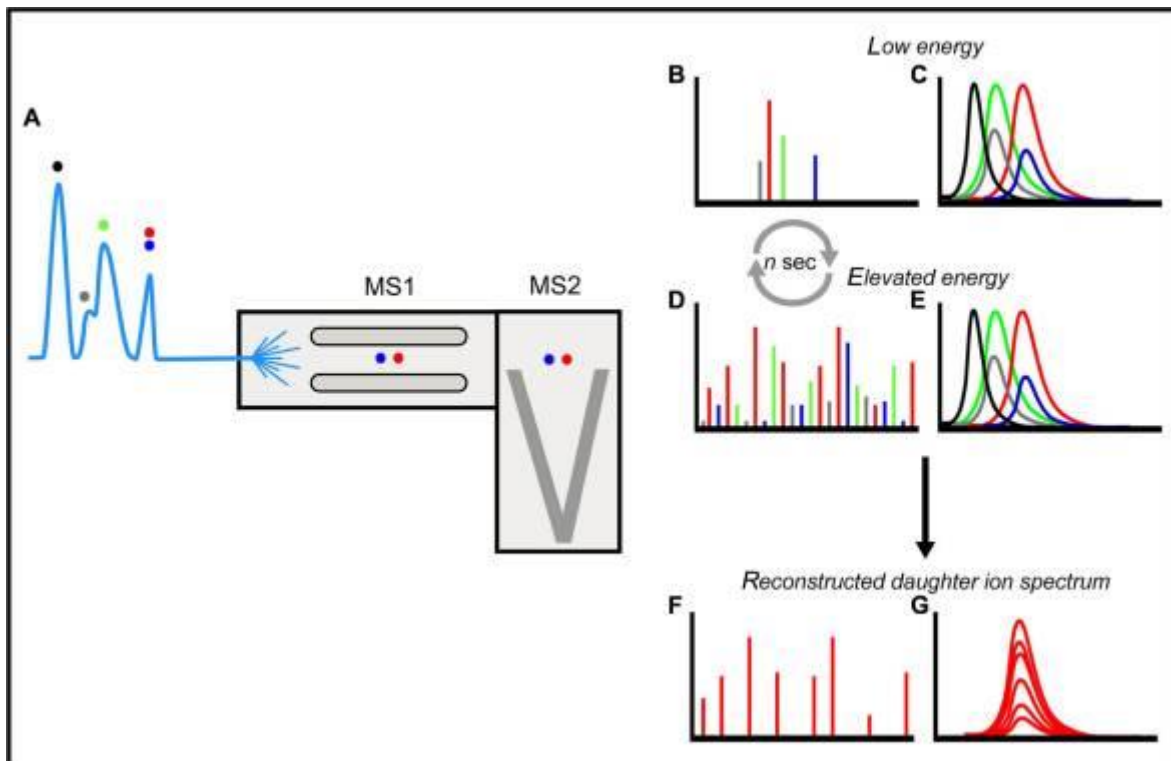 Low energy
B
C
A
n sec
Elevated energy
MS1
MS2
D
E
Reconstructed daughter ion spectrum
F
G